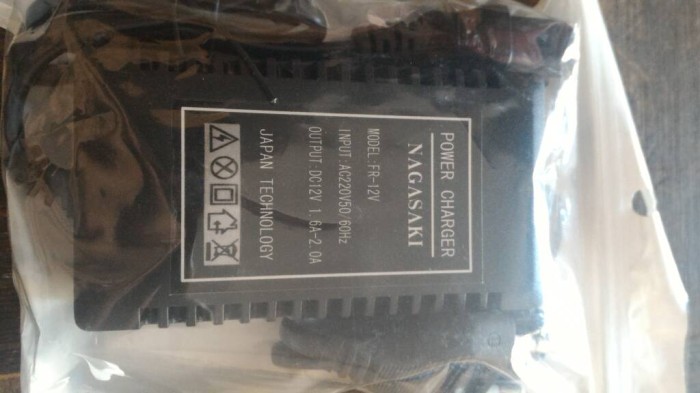 POWER CHARGER
NAGASAKI
MODEL:FR-12V
INPUT:AC220V50/60Hz
OUTPUT:DC12V 1.6A-2.0A
JAPAN TECHNOLOGY